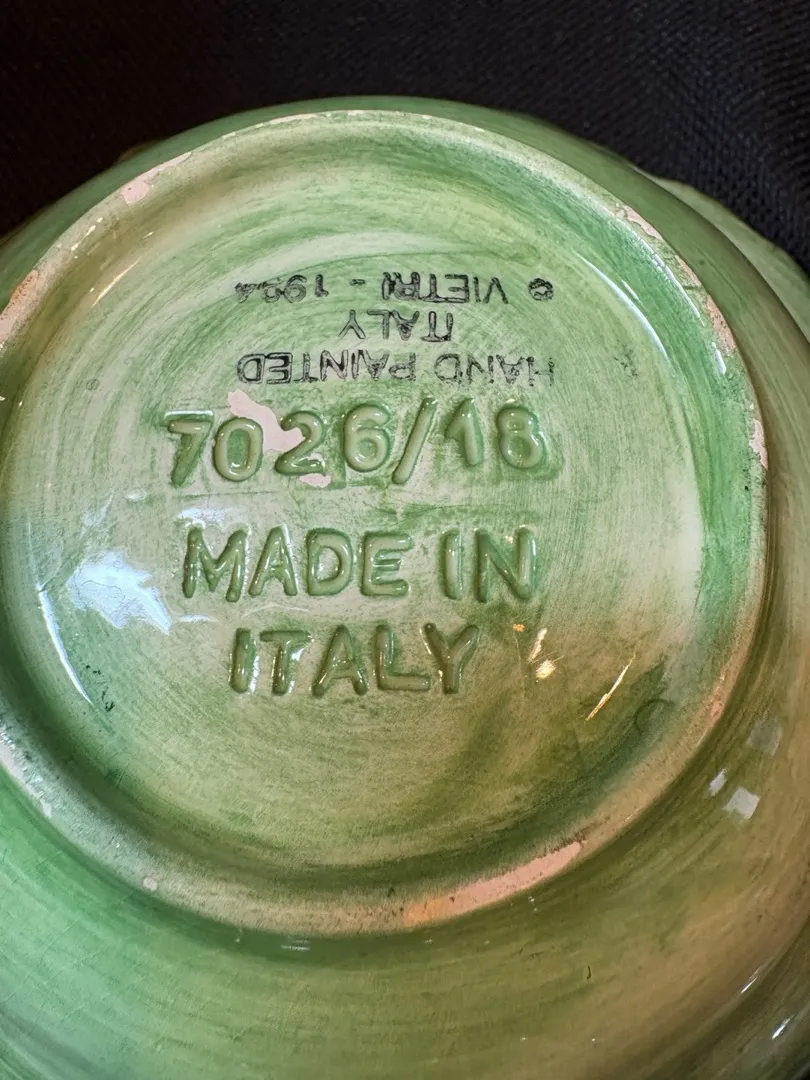 HAND PAINTED
ITALY
© VIETRI - 1994
7026/18
MADE IN
ITALY